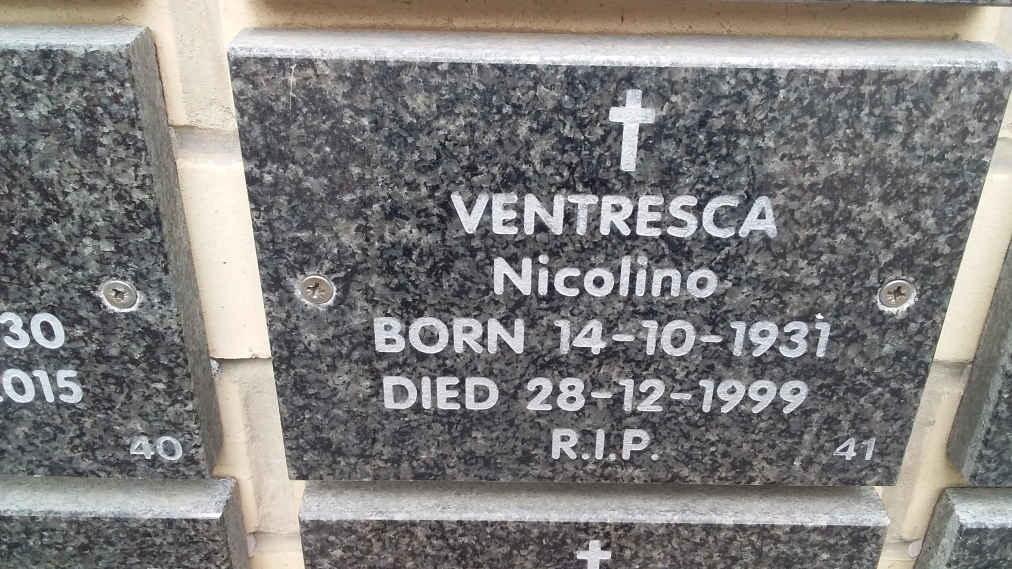 VENTRESCA
Nicolino
BORN 14-10-1931
DIED 28-12-1999
R.I.P.
41
30
2015
40